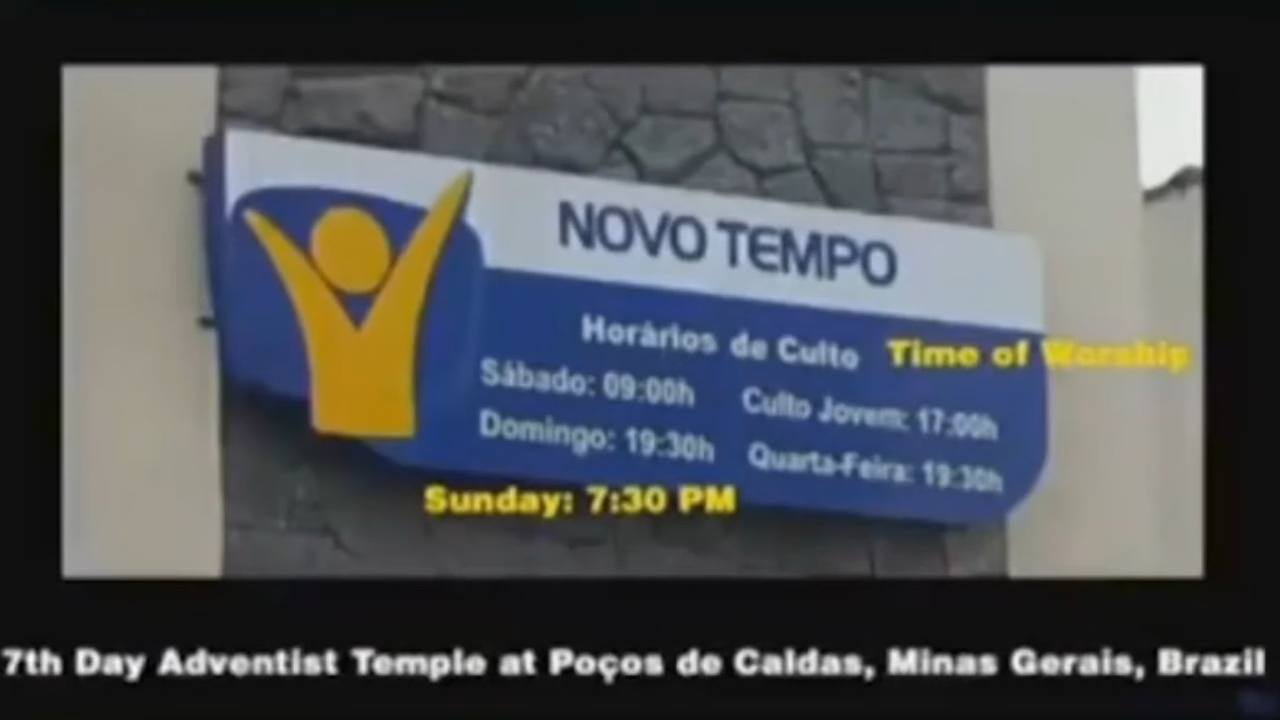 NOVO TEMPO
Horários de Culto Time of Worship
Sábado: 09:00h Culto Jovem: 17:00h
Domingo: 19:30h Quarta-Feira: 19:30h
Sunday: 7:30 PM
7th Day Adventist Temple at Poços de Caldas, Minas Gerais, Brazil